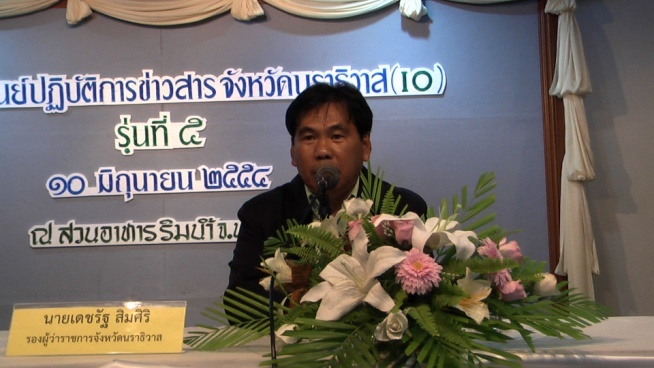 นย์ปฏิบัติการข่าวสาร จังหวัดนราธิวาส(IO)
รุ่นที่ ๕
๑๐ มิถุนายน ๒๕๕๔
ณ สวนอาหารริมน้ำ อ.
นายเดชรัฐ สิมศิริ
รองผู้ว่าราชการจังหวัดนราธิวาส